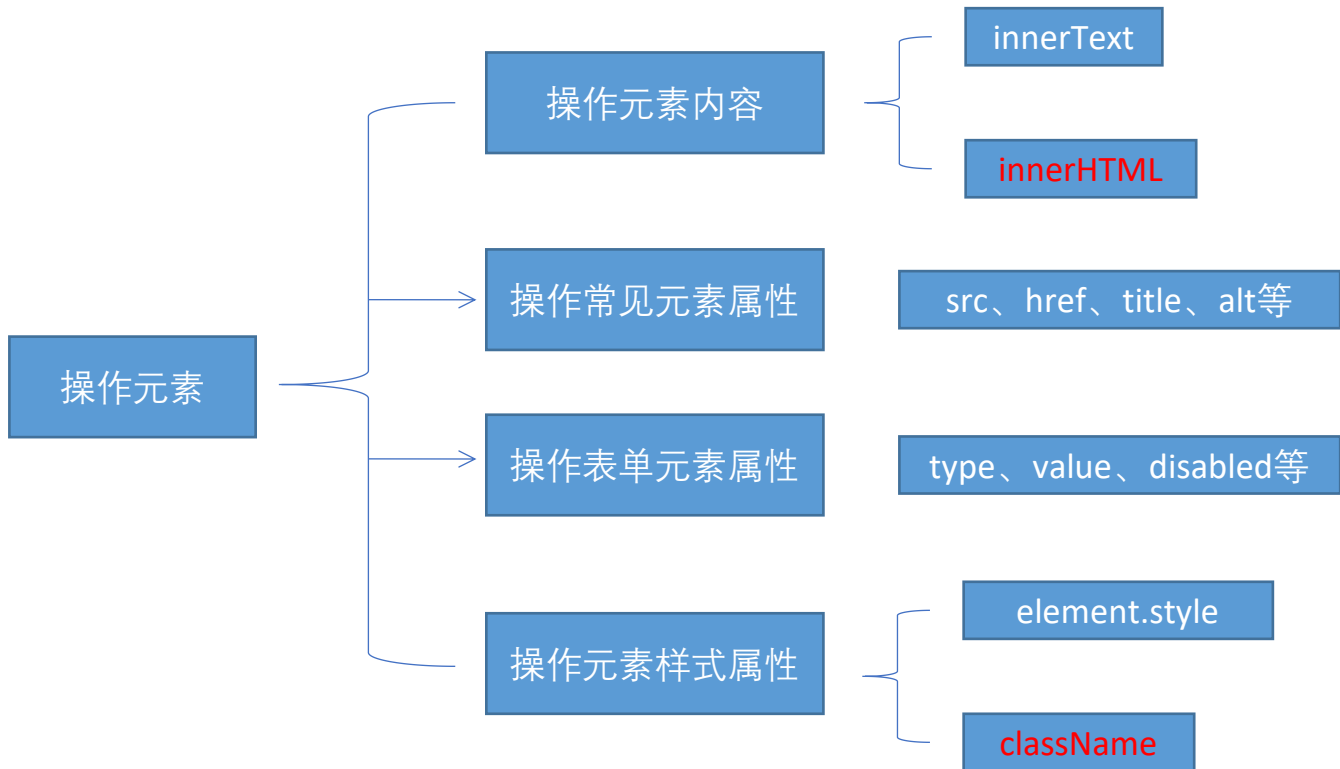 操作元素
操作元素内容
innerText
innerHTML
操作常见元素属性
src、href、title、alt等
操作表单元素属性
type、value、disabled等
操作元素样式属性
element.style
className